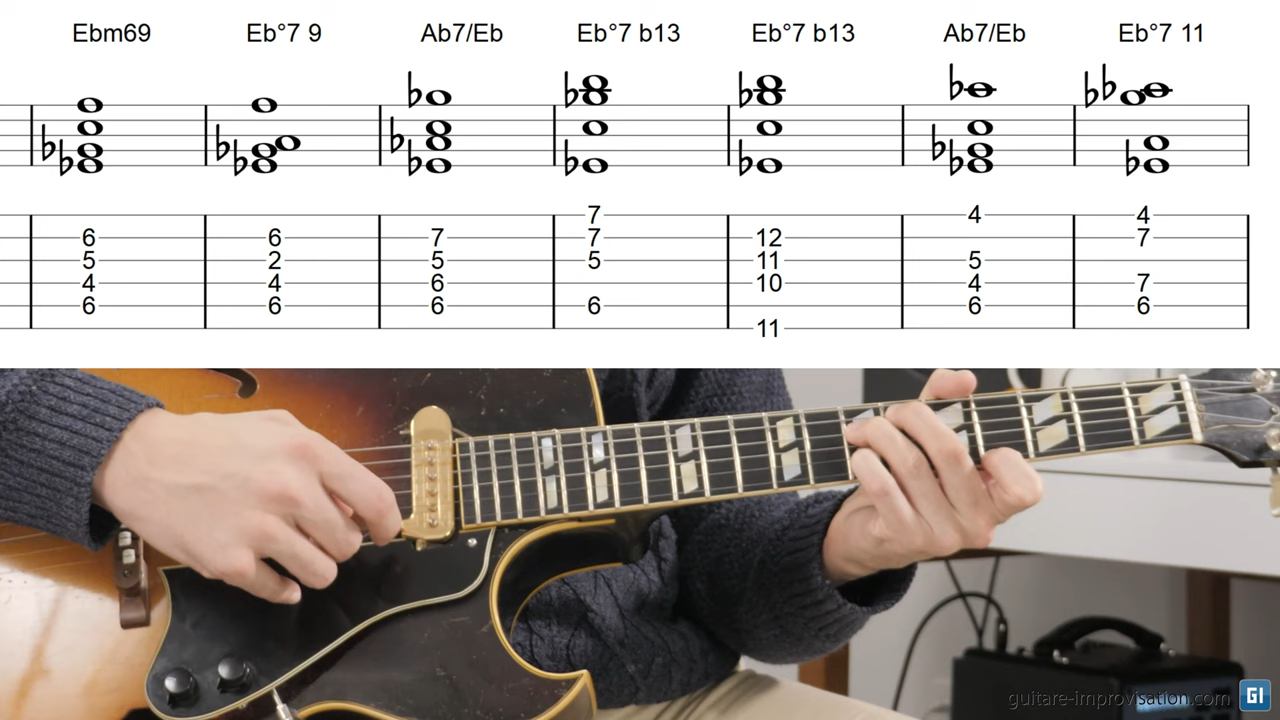 Ebm69 Eb°7 9 Ab7/Eb Eb°7 b13 Eb°7 b13 Ab7/Eb Eb°7 11
7 4 4
6 6 7 7 12 7
5 2 5 5 11 5
4 4 6 10 4 7
6 6 6 6 6 6
11
guitare-improvisation.com GI